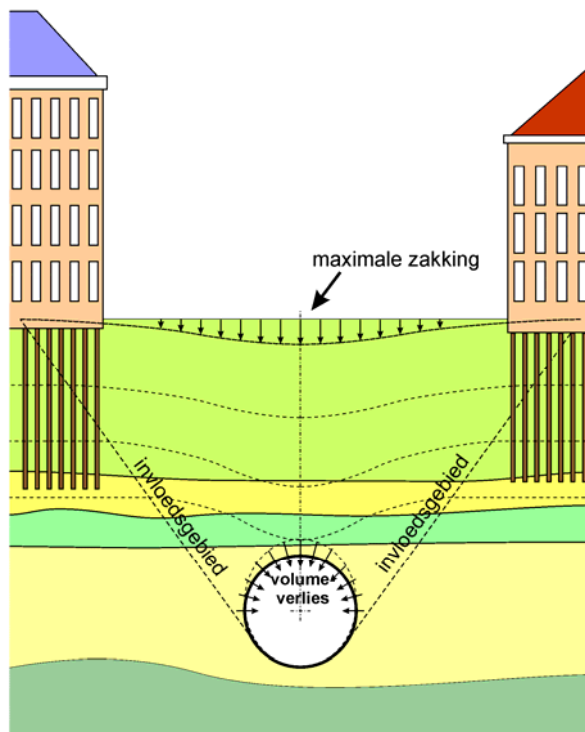 maximale zakking
invloedsgebied
invloedsgebied
volume
verlies